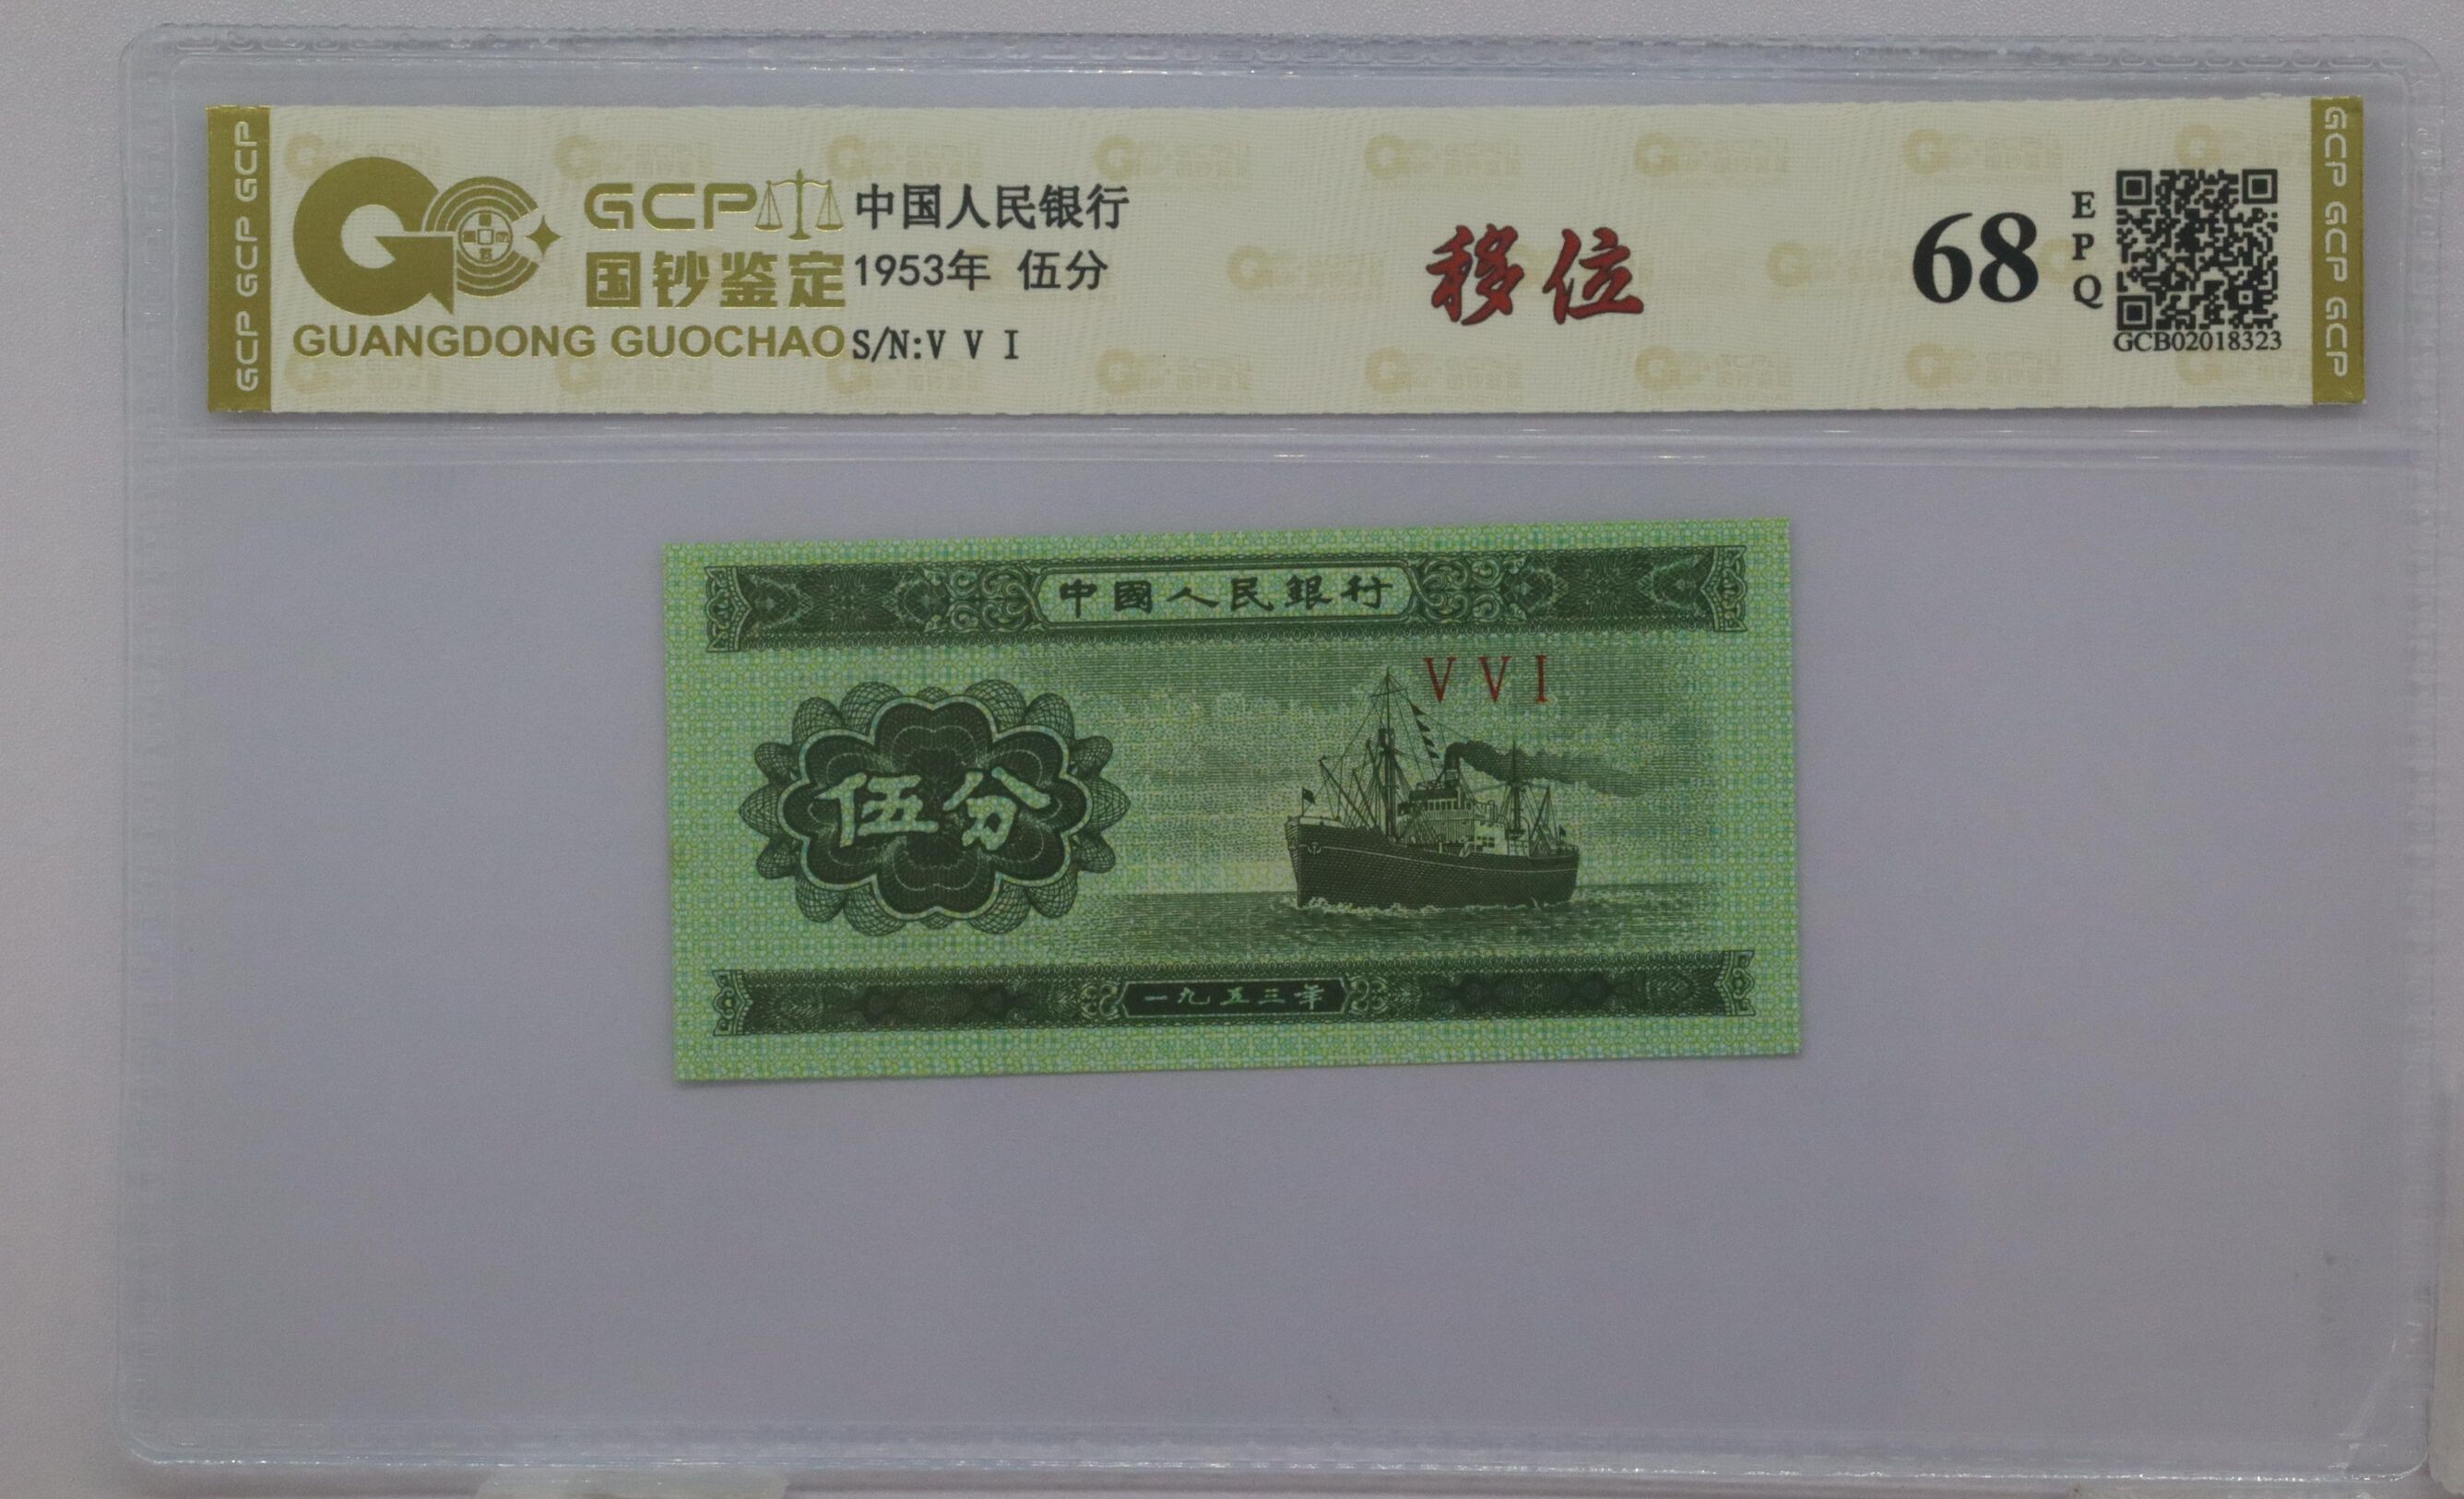 GCP GCP GCP
GCP
国钞鉴定
GUANGDONG GUOCHAO
中国人民银行
1953年 伍分
S/N:V V I
移位
68
EPQ
GCB02018323
GCP GCP GCP
中國人民銀行
V V I
伍分
一九五三年